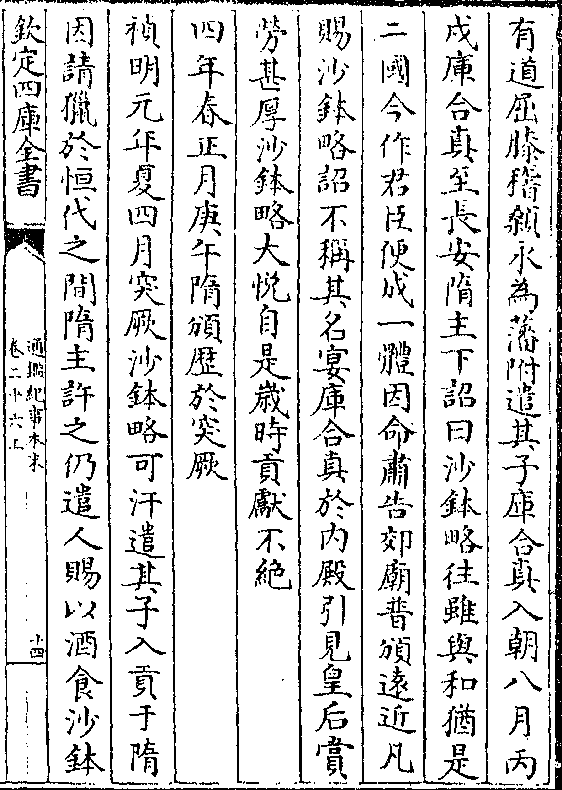 有道屈膝稽顙永為藩附遣其子庫合真入朝八月丙
戌庫合真至長安隋主下詔曰沙鉢略往雖與和猶是
二國今作君臣便成一體因命肅告郊廟普頒遠近凡
賜沙鉢略詔不稱其名宴庫合真於内殿引見皇后賞
勞甚厚沙鉢略大悦自是歲時貢獻不絶
四年春正月庚午隋頒歴於突厥
禎明元年夏四月突厥沙鉢略可汗遣其子入貢于隋
因請獵於恒代之間隋主許之仍遣人賜以酒食沙鉢
欽定四庫全書
通鑑紀事本末
卷二十六上
十四